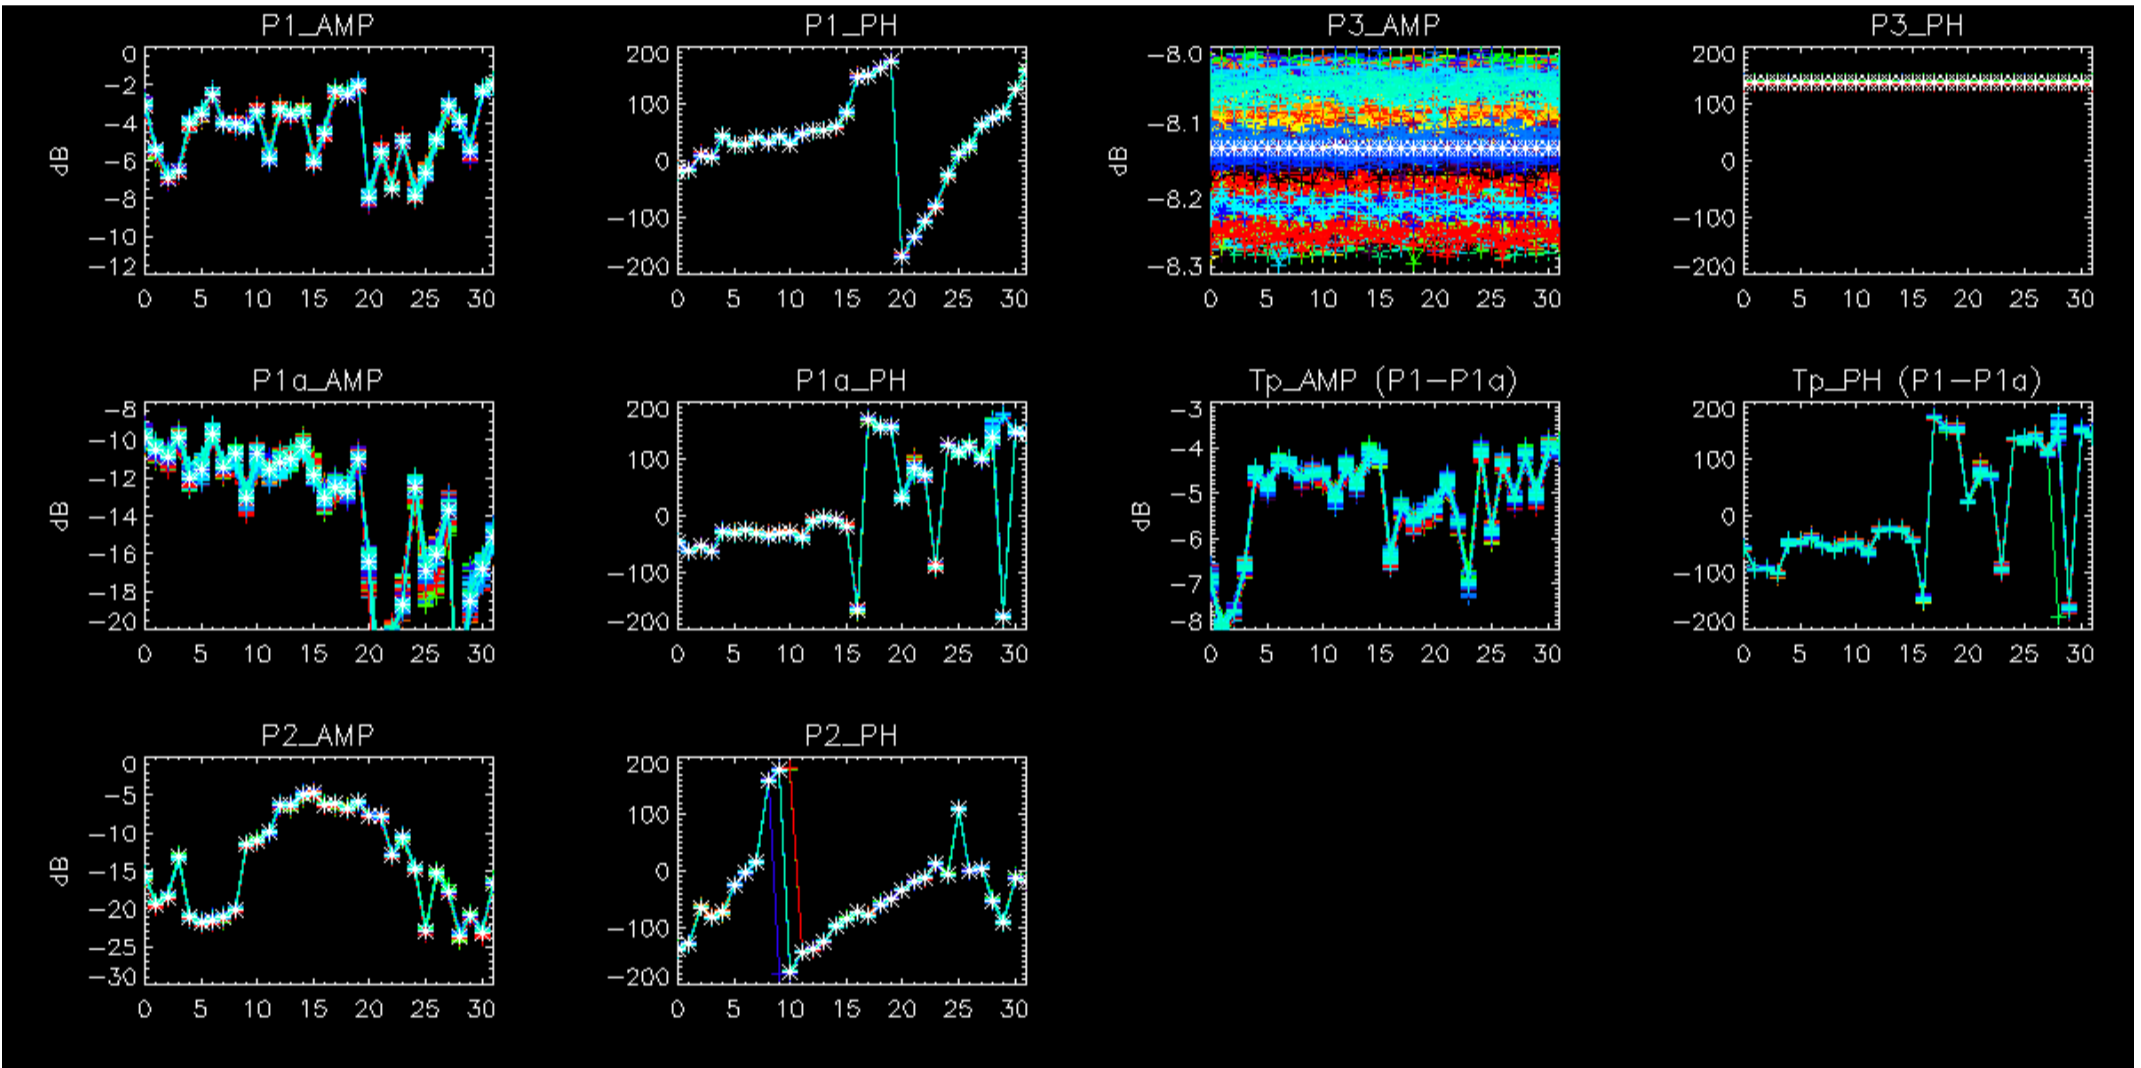 P1_AMP
dB
0
-2
-4
-6
-8
-10
-12
0 5 10 15 20 25 30
P1_PH
200
100
0
-100
-200
0 5 10 15 20 25 30
P3_AMP
dB
-8.0
-8.1
-8.2
-8.3
0 5 10 15 20 25 30
P3_PH
200
100
0
-100
-200
0 5 10 15 20 25 30
P1a_AMP
dB
-8
-10
-12
-14
-16
-18
-20
0 5 10 15 20 25 30
P1a_PH
200
100
0
-100
-200
0 5 10 15 20 25 30
Tp_AMP (P1-P1a)
dB
-3
-4
-5
-6
-7
-8
0 5 10 15 20 25 30
Tp_PH (P1-P1a)
200
100
0
-100
-200
0 5 10 15 20 25 30
P2_AMP
dB
0
-5
-10
-15
-20
-25
-30
0 5 10 15 20 25 30
P2_PH
200
100
0
-100
-200
0 5 10 15 20 25 30